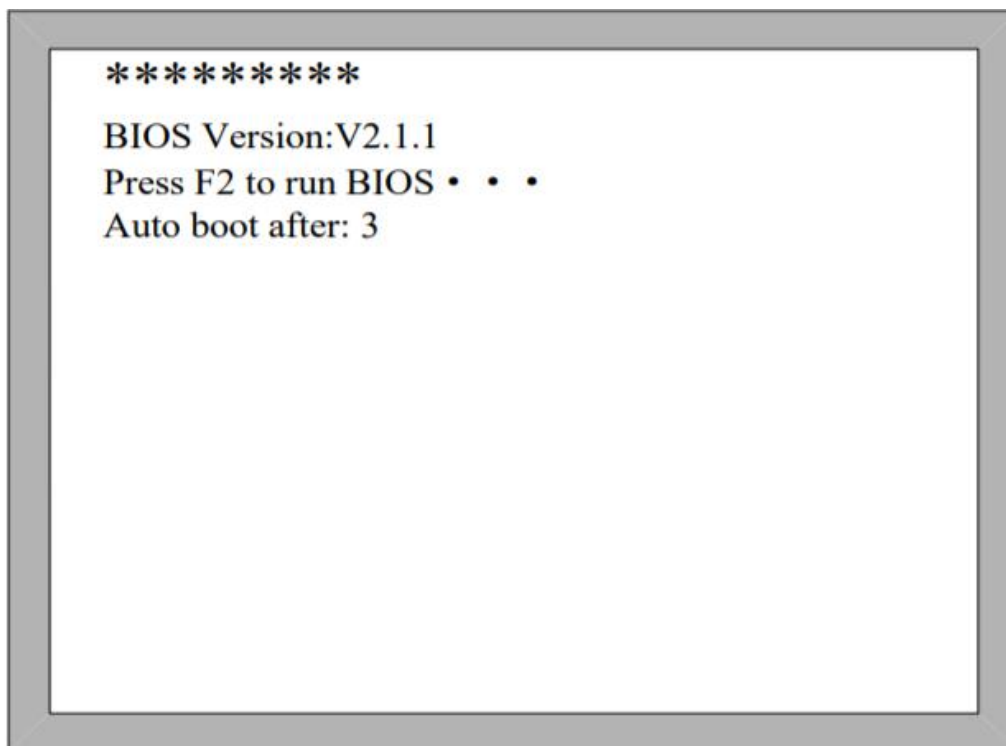 *********
BIOS Version:V2.1.1
Press F2 to run BIOS・・・
Auto boot after: 3